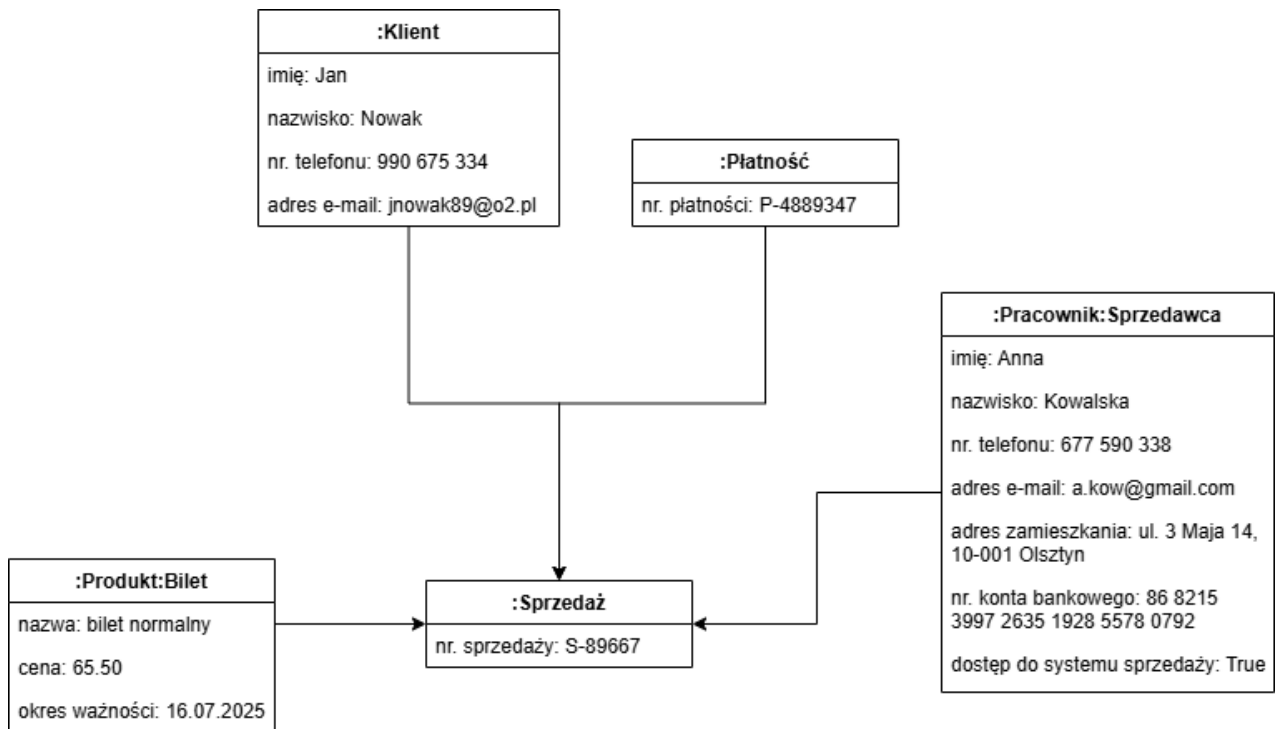 :Klient
imię: Jan
nazwisko: Nowak
nr. telefonu: 990 675 334
adres e-mail: jnowak89@o2.pl
:Płatność
nr. płatności: P-4889347
:Pracownik:Sprzedawca
imię: Anna
nazwisko: Kowalska
nr. telefonu: 677 590 338
adres e-mail: a.kow@gmail.com
adres zamieszkania: ul. 3 Maja 14,
10-001 Olsztyn
nr. konta bankowego: 86 8215
3997 2635 1928 5578 0792
dostęp do systemu sprzedaży: True
:Produkt:Bilet
nazwa: bilet normalny
cena: 65.50
okres ważności: 16.07.2025
:Sprzedaż
nr. sprzedaży: S-89667